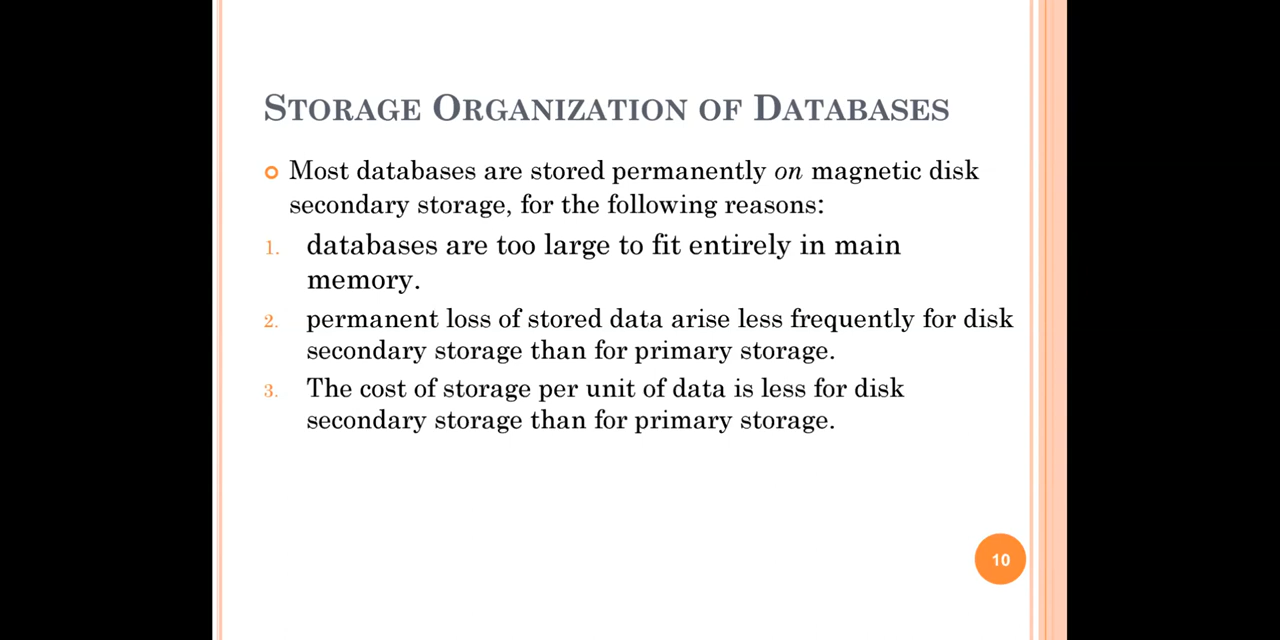 STORAGE ORGANIZATION OF DATABASES
Most databases are stored permanently on magnetic disk
secondary storage, for the following reasons:
1. databases are too large to fit entirely in main
memory.
2. permanent loss of stored data arise less frequently for disk
secondary storage than for primary storage.
3. The cost of storage per unit of data is less for disk
secondary storage than for primary storage.
10